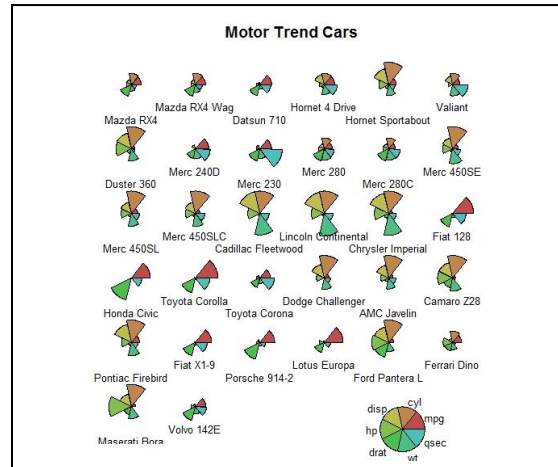 Motor Trend Cars
Mazda RX4
Mazda RX4 Wag
Datsun 710
Hornet 4 Drive
Hornet Sportabout
Valiant
Duster 360
Merc 240D
Merc 230
Merc 280
Merc 280C
Merc 450SE
Merc 450SL
Merc 450SLC
Cadillac Fleetwood
Lincoln Continental
Chrysler Imperial
Fiat 128
Honda Civic
Toyota Corolla
Toyota Corona
Dodge Challenger
AMC Javelin
Camaro Z28
Pontiac Firebird
Fiat X1-9
Porsche 914-2
Lotus Europa
Ford Pantera L
Ferrari Dino
Maserati Bora
Volvo 142E
cyl
disp
mpg
hp
qsec
drat
wt